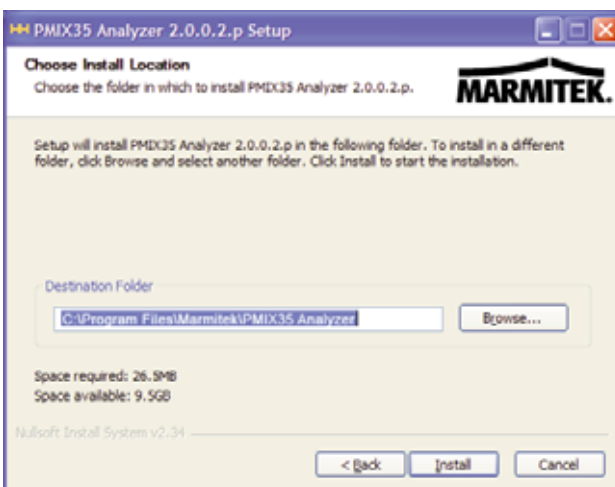 PMIX35 Analyzer 2.0.0.2.p Setup
Choose Install Location
Choose the folder in which to install PMIX35 Analyzer 2.0.0.2.p.
MARMITEK.
Setup will install PMIX35 Analyzer 2.0.0.2.p in the following folder. To install in a different
folder, click Browse and select another folder. Click Install to start the installation.
Destination Folder
C:\Program Files\Marmitek\PMIX35 Analyzer
Browse...
Space required: 26.5MB
Space available: 9.5GB
Nullsoft Install System v2.34
< Back
Install
Cancel